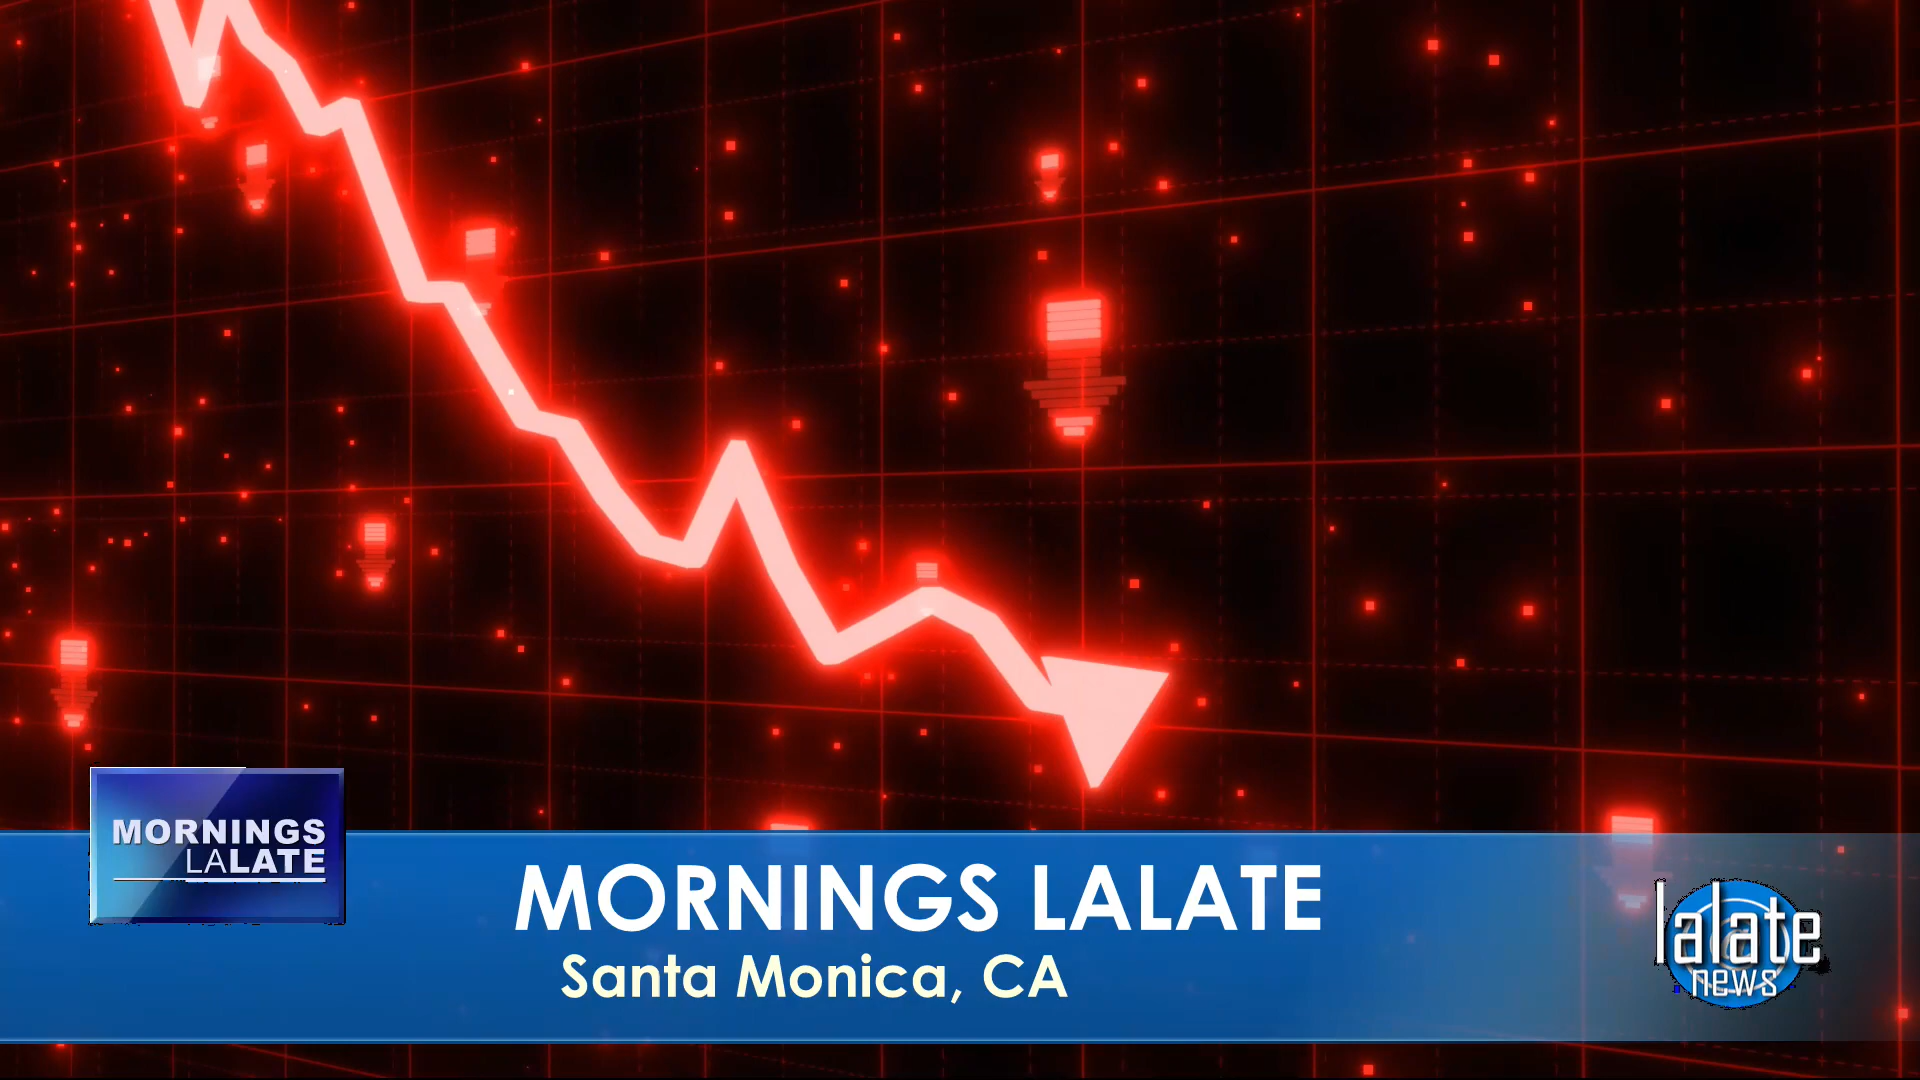 MORNINGS
LALATE
MORNINGS LALATE
Santa Monica, CA
lalate
news